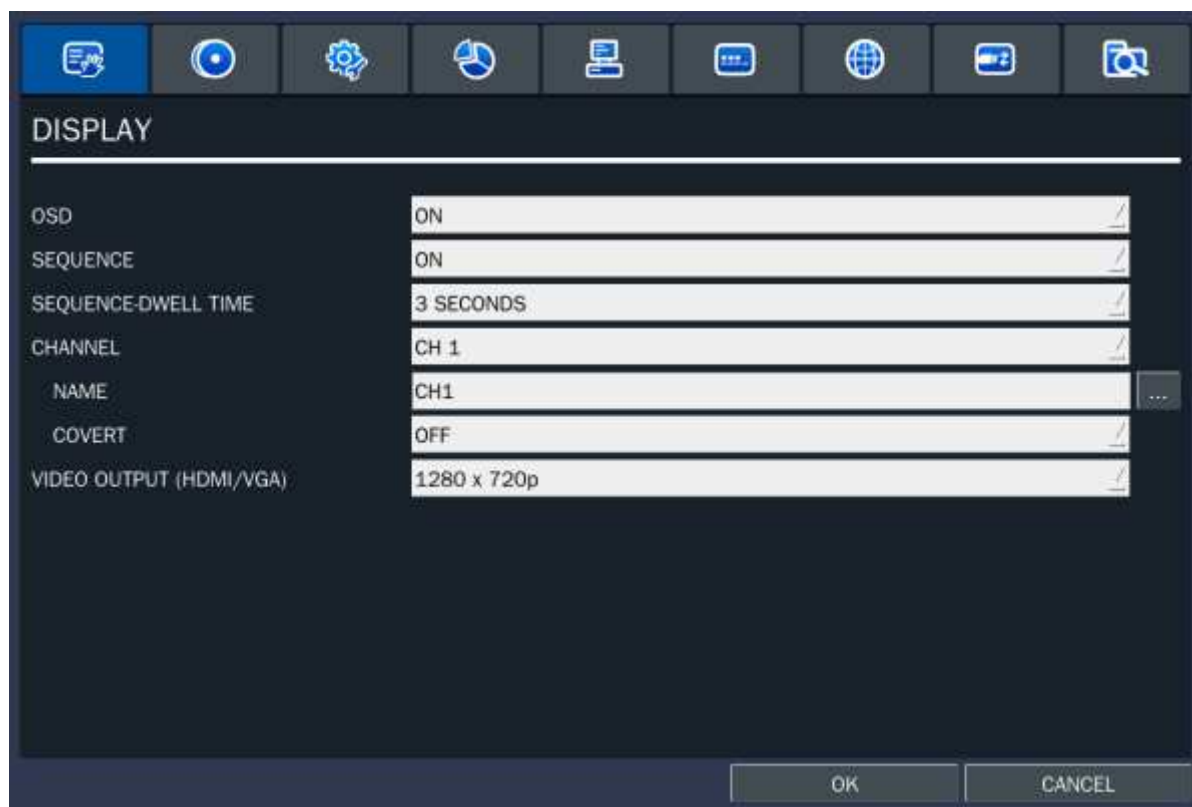 DISPLAY
OSD ON
SEQUENCE ON
SEQUENCE-DWELL TIME 3 SECONDS
CHANNEL CH 1
NAME CH1 ...
COVERT OFF
VIDEO OUTPUT (HDMI/VGA) 1280 x 720p
OK CANCEL